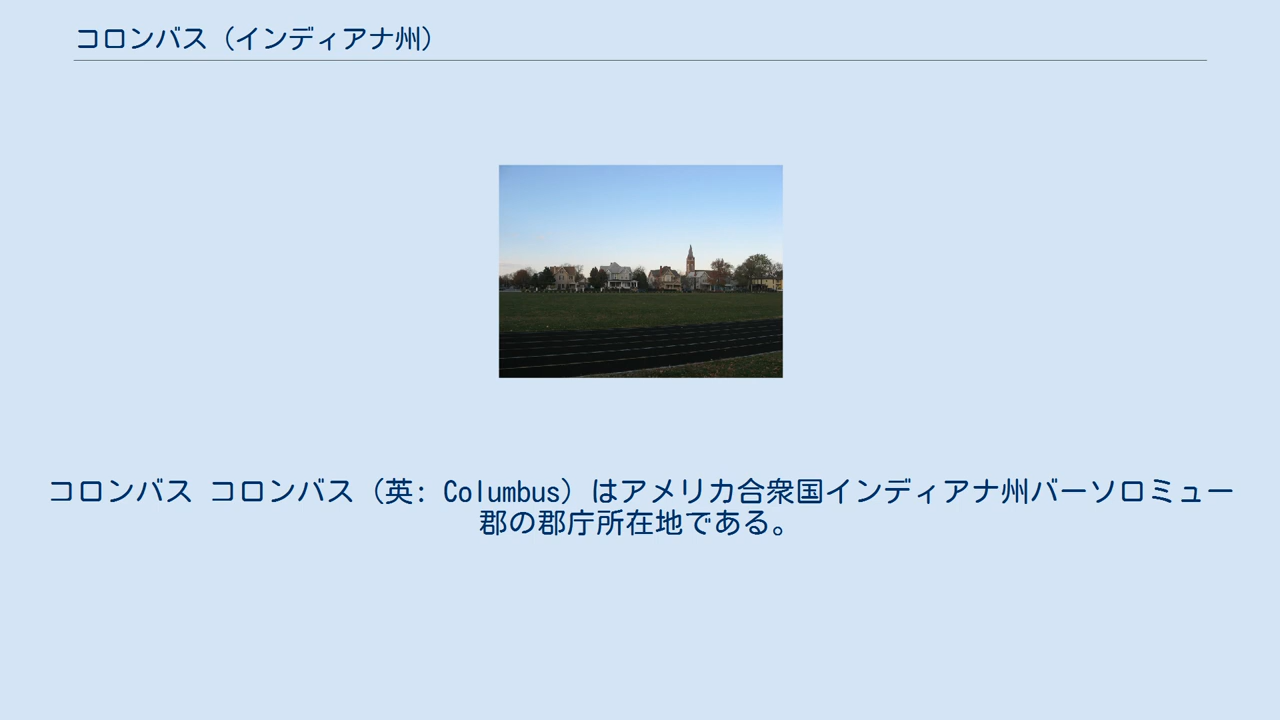 コロンバス（インディアナ州）
コロンバス コロンバス（英: Columbus）はアメリカ合衆国インディアナ州バーソロミュー
郡の郡庁所在地である。